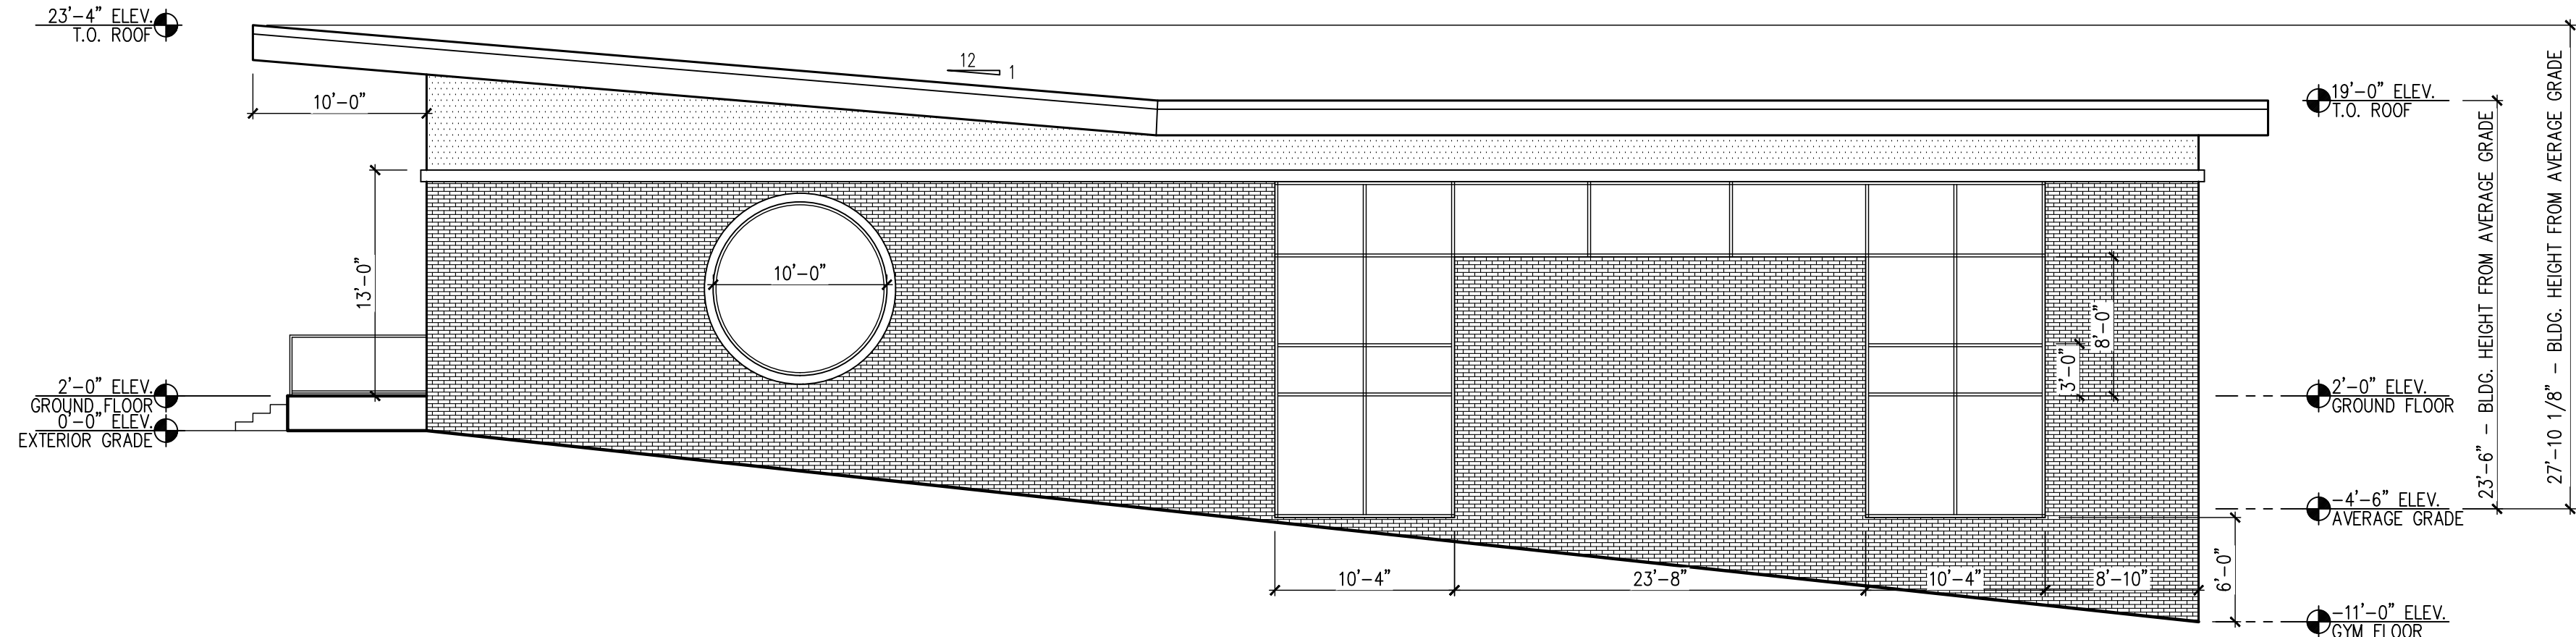 23'-4" ELEV.
T.O. ROOF
12
1
10'-0"
19'-0" ELEV.
T.O. ROOF
13'-0"
10'-0"
8'-0"
3'-0"
23'-6" - BLDG. HEIGHT FROM AVERAGE GRADE
27'-10 1/8" - BLDG. HEIGHT FROM AVERAGE GRADE
2'-0" ELEV.
GROUND FLOOR
0'-0" ELEV.
EXTERIOR GRADE
2'-0" ELEV.
GROUND FLOOR
-4'-6" ELEV.
AVERAGE GRADE
10'-4"
23'-8"
10'-4"
8'-10"
6'-0"
-11'-0" ELEV.
GYM FLOOR